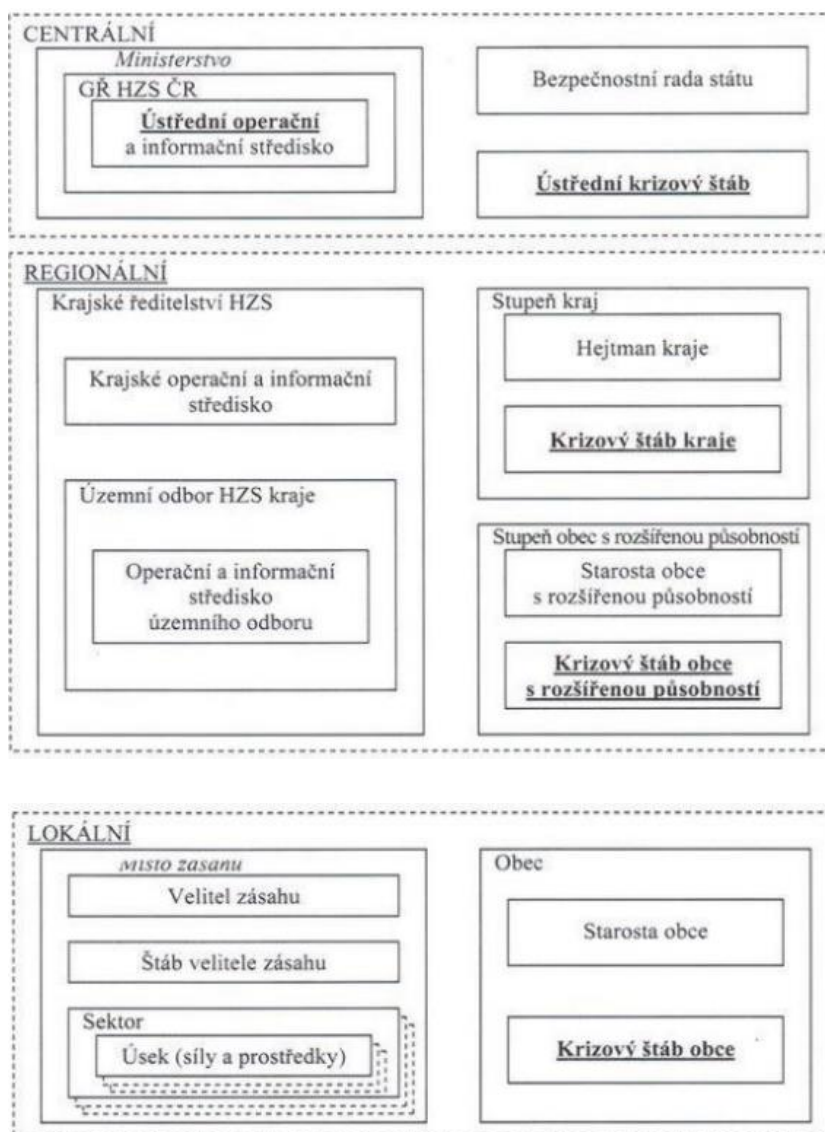 CENTRÁLNÍ
Ministerstvo
GŘ HZS ČR
Ústřední operační
a informační středisko
Bezpečnostní rada státu
Ústřední krizový štáb
REGIONÁLNÍ
Krajské ředitelství HZS
Krajské operační a informační
středisko
Územní odbor HZS kraje
Operační a informační
středisko
územního odboru
Stupeň kraj
Hejtman kraje
Krizový štáb kraje
Stupeň obec s rozšířenou působností
Starosta obce
s rozšířenou působností
Krizový štáb obce
s rozšířenou působností
LOKÁLNÍ
Místo zásahu
Velitel zásahu
Štáb velitele zásahu
Sektor
Úsek (síly a prostředky)
Obec
Starosta obce
Krizový štáb obce